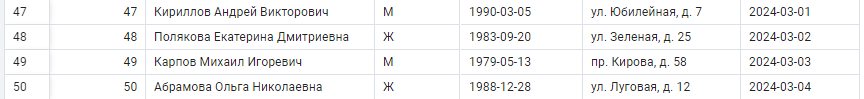 47 47 Кириллов Андрей Викторович М 1990-03-05 ул. Юбилейная, д. 7 2024-03-01
48 48 Полякова Екатерина Дмитриевна Ж 1983-09-20 ул. Зеленая, д. 25 2024-03-02
49 49 Карпов Михаил Игоревич М 1979-05-13 пр. Кирова, д. 58 2024-03-03
50 50 Абрамова Ольга Николаевна Ж 1988-12-28 ул. Луговая, д. 12 2024-03-04